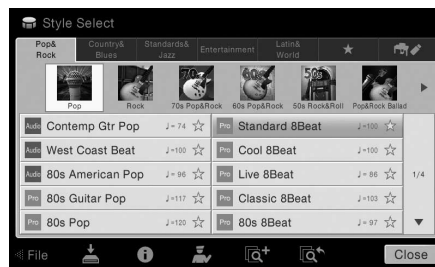 Style Select
Pop& Rock
Country& Blues
Standards& Jazz
Entertainment
Latin& World
Pop
Rock
70s Pop&Rock
60s Pop&Rock
50s Rock&Roll
Pop&Rock Ballad
Audio Contemp Gtr Pop ♩= 74
Pro Standard 8Beat ♩=100
Audio West Coast Beat ♩=100
Pro Cool 8Beat ♩=100
Audio 80s American Pop ♩= 96
Pro Live 8Beat ♩= 86
1/4
Pro 80s Guitar Pop ♩=117
Pro Classic 8Beat ♩=103
Pro 80s Pop ♩=120
Pro 80s 8Beat ♩= 97
File
Close